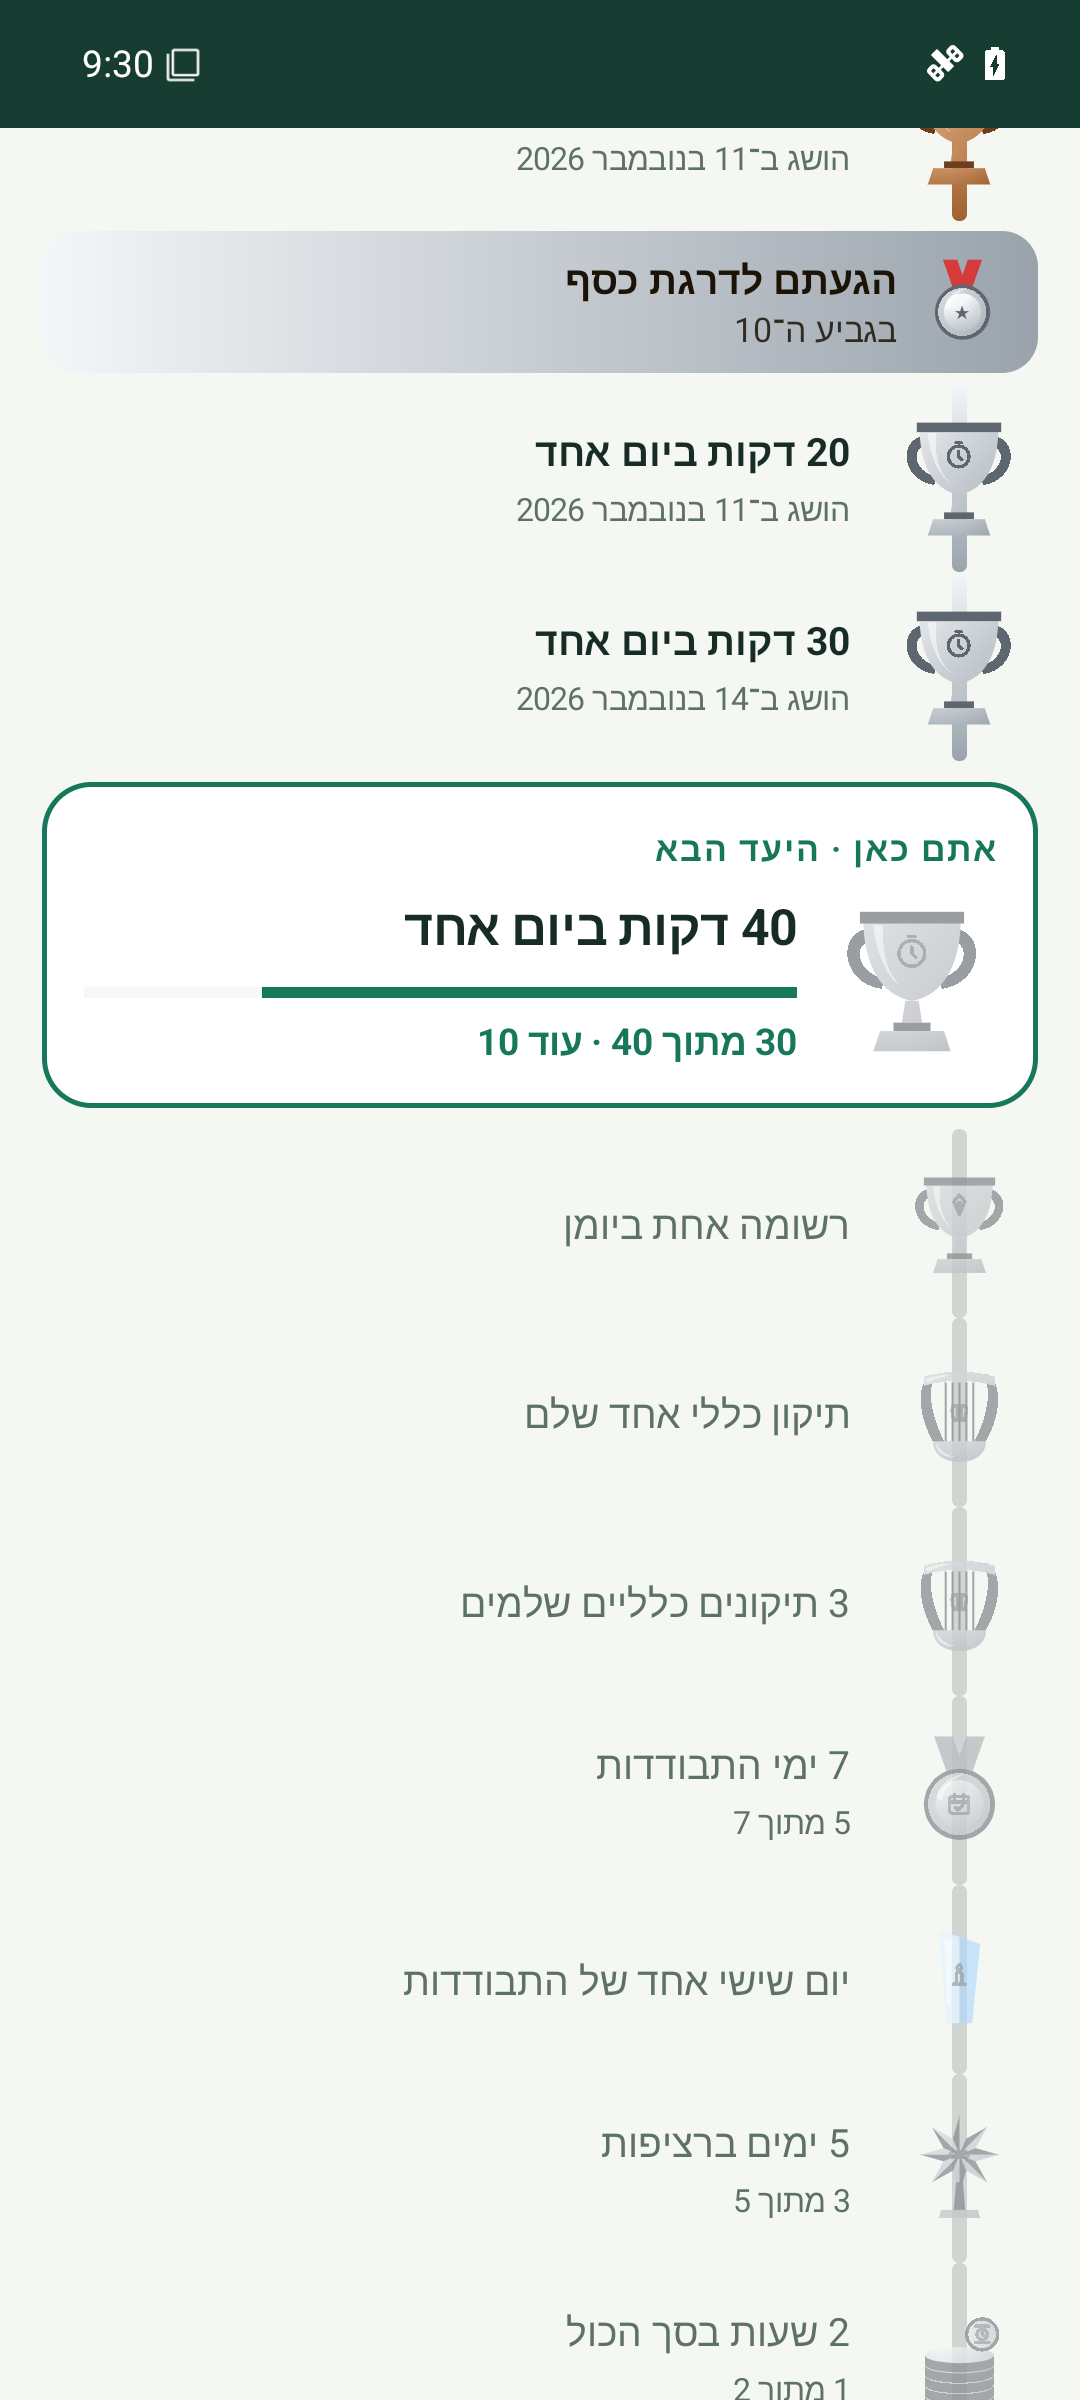 9:30
הושג ב־11 בנובמבר 2026
הגעתם לדרגת כסף
בגביע ה־10
20 דקות ביום אחד
הושג ב־11 בנובמבר 2026
30 דקות ביום אחד
הושג ב־14 בנובמבר 2026
אתם כאן · היעד הבא
40 דקות ביום אחד
30 מתוך 40 · עוד 10
רשומה אחת ביומן
תיקון כללי אחד שלם
3 תיקונים כלליים שלמים
7 ימי התבודדות
5 מתוך 7
יום שישי אחד של התבודדות
5 ימים ברציפות
3 מתוך 5
2 שעות בסך הכול
1 מתוך 2